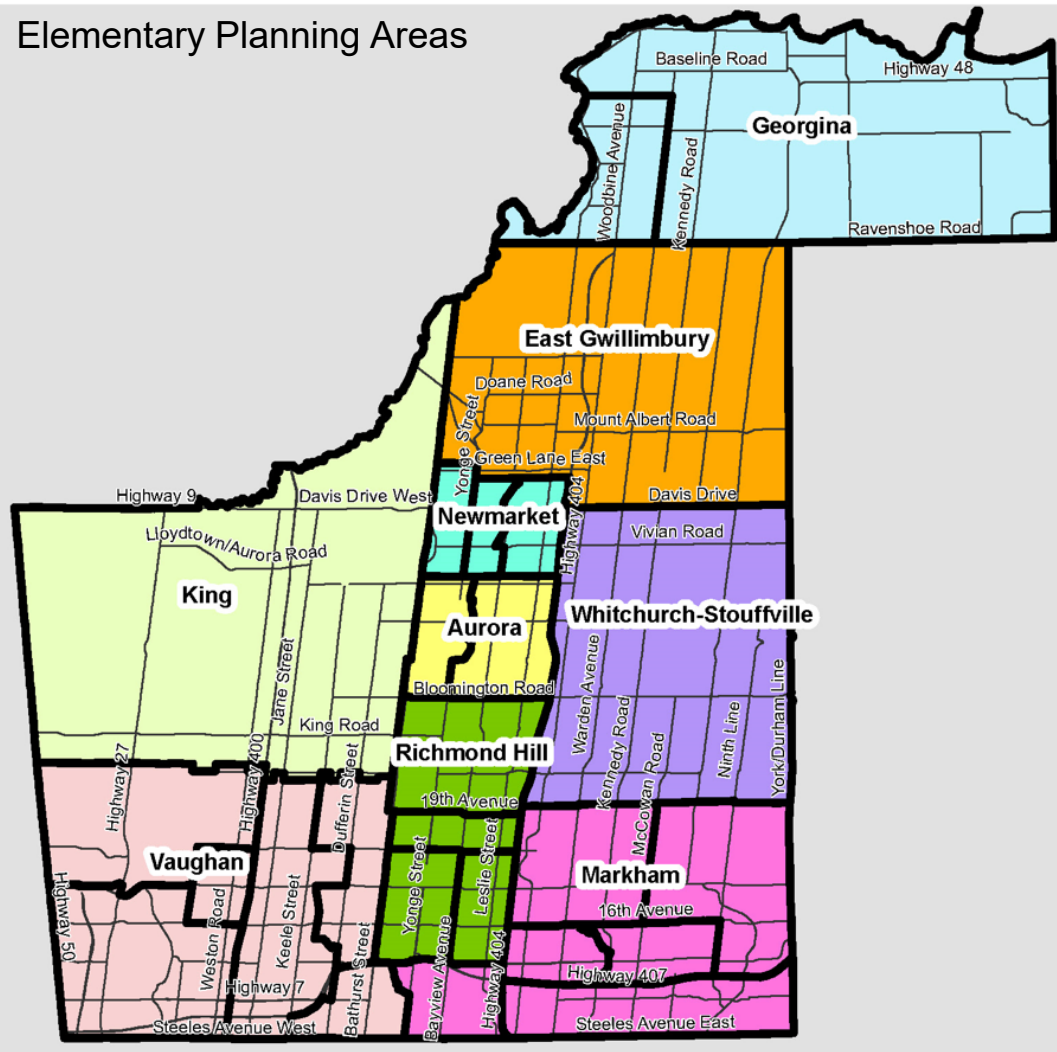 Elementary Planning Areas
Baseline Road
Highway 48
Georgina
Woodbine Avenue
Kennedy Road
Ravenshoe Road
East Gwillimbury
Doane Road
Yonge Street
Mount Albert Road
Green Lane East
Highway 9
Davis Drive West
Davis Drive
Newmarket
Highway 404
Vivian Road
Lloydtown/Aurora Road
King
Aurora
Whitchurch-Stouffville
Jane Street
Warden Avenue
Bloomington Road
York/Durham Line
King Road
Kennedy Road
Ninth Line
McCowan Road
Richmond Hill
Highway 27
Highway 400
Dufferin Street
19th Avenue
Vaughan
Yonge Street
Leslie Street
Markham
Highway 50
Weston Road
Keele Street
16th Avenue
Bathurst Street
Bayview Avenue
Highway 404
Highway 407
Highway 7
Steeles Avenue West
Steeles Avenue East